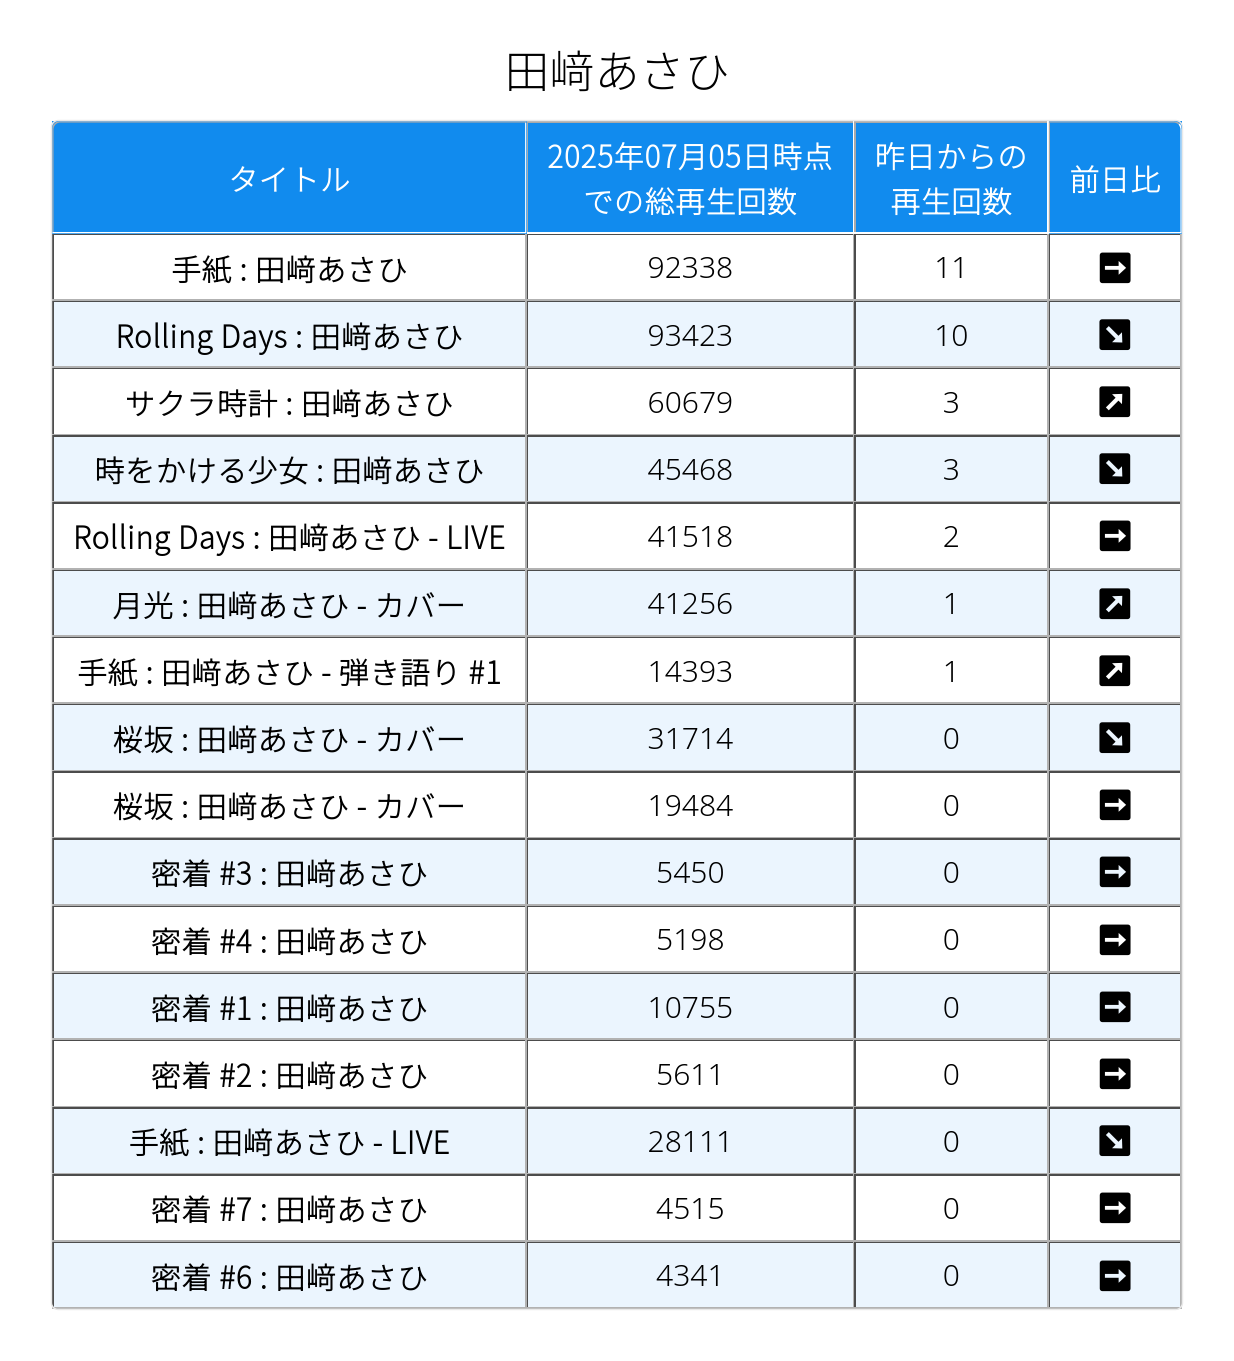 田﨑あさひ
タイトル
2025年07月05日時点
での総再生回数
昨日からの
再生回数
前日比
手紙 : 田﨑あさひ 92338 11 ➡
Rolling Days : 田﨑あさひ 93423 10 ↘
サクラ時計 : 田﨑あさひ 60679 3 ↗
時をかける少女 : 田﨑あさひ 45468 3 ↘
Rolling Days : 田﨑あさひ - LIVE 41518 2 ➡
月光 : 田﨑あさひ - カバー 41256 1 ↗
手紙 : 田﨑あさひ - 弾き語り #1 14393 1 ↗
桜坂 : 田﨑あさひ - カバー 31714 0 ↘
桜坂 : 田﨑あさひ - カバー 19484 0 ➡
密着 #3 : 田﨑あさひ 5450 0 ➡
密着 #4 : 田﨑あさひ 5198 0 ➡
密着 #1 : 田﨑あさひ 10755 0 ➡
密着 #2 : 田﨑あさひ 5611 0 ➡
手紙 : 田﨑あさひ - LIVE 28111 0 ↘
密着 #7 : 田﨑あさひ 4515 0 ➡
密着 #6 : 田﨑あさひ 4341 0 ➡